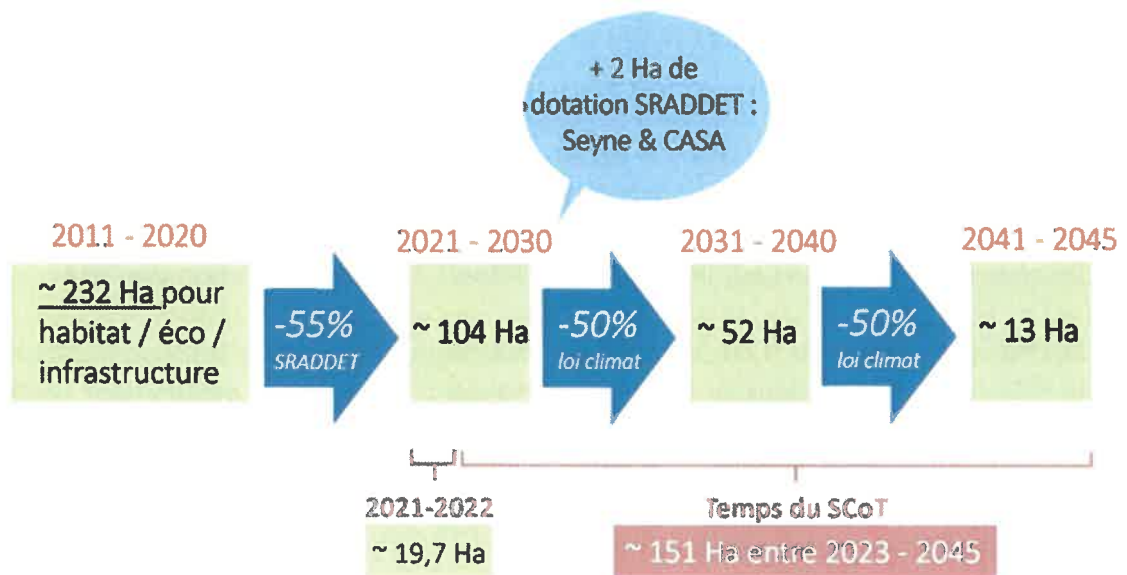 + 2 Ha de
dotation SRADDET :
Seyne & CASA
2011 - 2020
2021 - 2030
2031 - 2040
2041 - 2045
~ 232 Ha pour
habitat / éco /
infrastructure
-55%
SRADDET
~ 104 Ha
-50%
loi climat
~ 52 Ha
-50%
loi climat
~ 13 Ha
2021-2022
~ 19,7 Ha
Temps du SCoT
~ 151 Ha entre 2023 - 2045